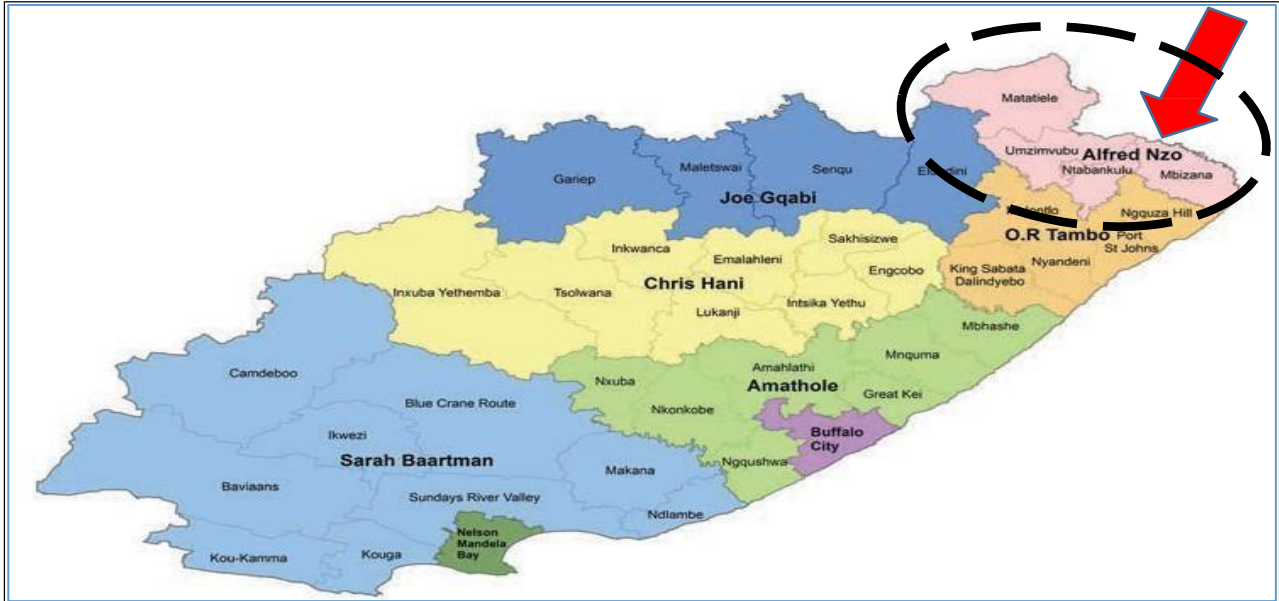 Matatiele
Umzimvubu
Alfred Nzo
Ntabankulu
Mbizana
Gariep
Maletswai
Senqu
Joe Gqabi
Ngquza Hill
O.R Tambo
Port
St Johns
Nyandeni
King Sabata
Dalindyebo
Inkwanca
Sakhisizwe
Emalahleni
Engcobo
Chris Hani
Inxuba Yethemba
Tsolwana
Intsika Yethu
Lukanji
Mbhashe
Mnquma
Amahlathi
Amathole
Great Kei
Nxuba
Nkonkobe
Buffalo
City
Ngqushwa
Camdeboo
Blue Crane Route
Ikwezi
Sarah Baartman
Makana
Baviaans
Sundays River Valley
Ndlambe
Nelson
Mandela
Bay
Kou-Kamma
Kouga